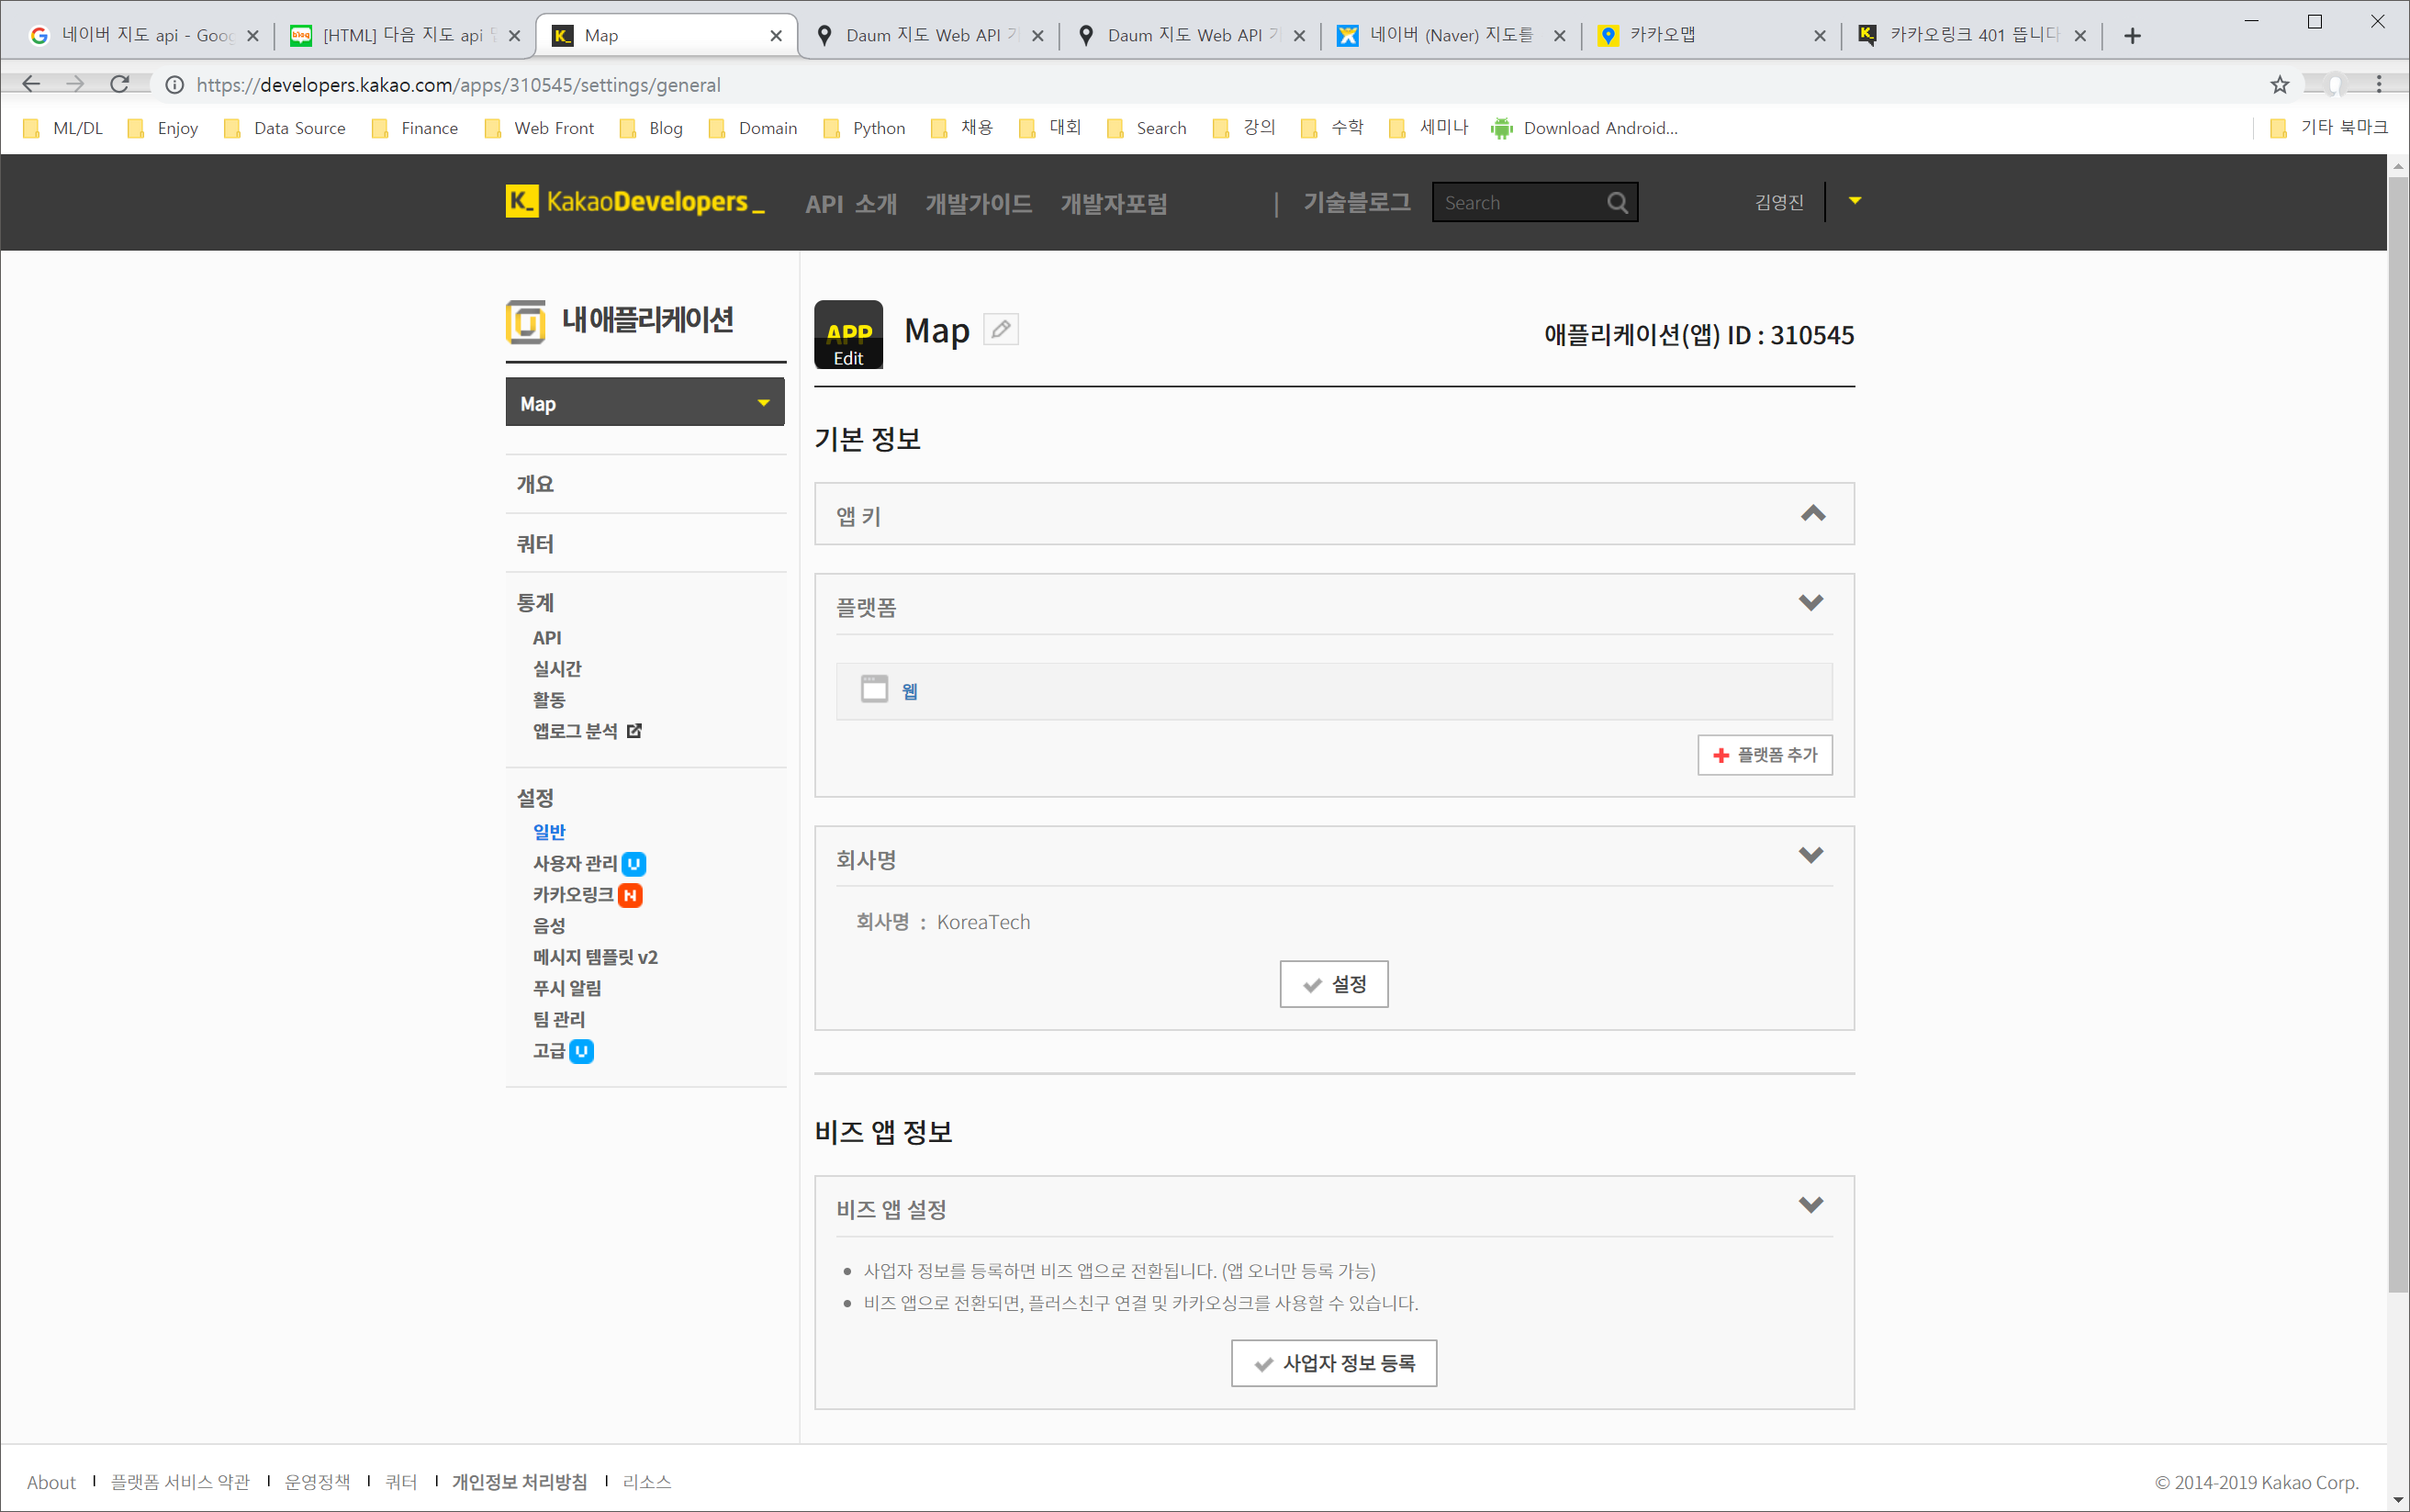 네이버 지도 api - Goog
[HTML] 다음 지도 api
Map
Daum 지도 Web API
Daum 지도 Web API
네이버 (Naver) 지도를
카카오맵
카카오링크 401 뜹니다
https://developers.kakao.com/apps/310545/settings/general
ML/DL Enjoy Data Source Finance Web Front Blog Domain Python 채용 대회 Search 강의 수학 세미나 Download Android... 기타 북마크
K_ KakaoDevelopers_ API 소개 개발가이드 개발자포럼 | 기술블로그 Search 김영진
내 애플리케이션
Map
개요
쿼터
통계
API
실시간
활동
앱로그 분석
설정
일반
사용자 관리 U
카카오링크 N
음성
메시지 템플릿 v2
푸시 알림
팀 관리
고급 U
APP
Edit
Map
애플리케이션(앱) ID : 310545
기본 정보
앱 키
플랫폼
웹
플랫폼 추가
회사명
회사명 : KoreaTech
설정
비즈 앱 정보
비즈 앱 설정
사업자 정보를 등록하면 비즈 앱으로 전환됩니다. (앱 오너만 등록 가능)
비즈 앱으로 전환되면, 플러스친구 연결 및 카카오싱크를 사용할 수 있습니다.
사업자 정보 등록
About 플랫폼 서비스 약관 운영정책 쿼터 개인정보 처리방침 리소스
© 2014-2019 Kakao Corp.